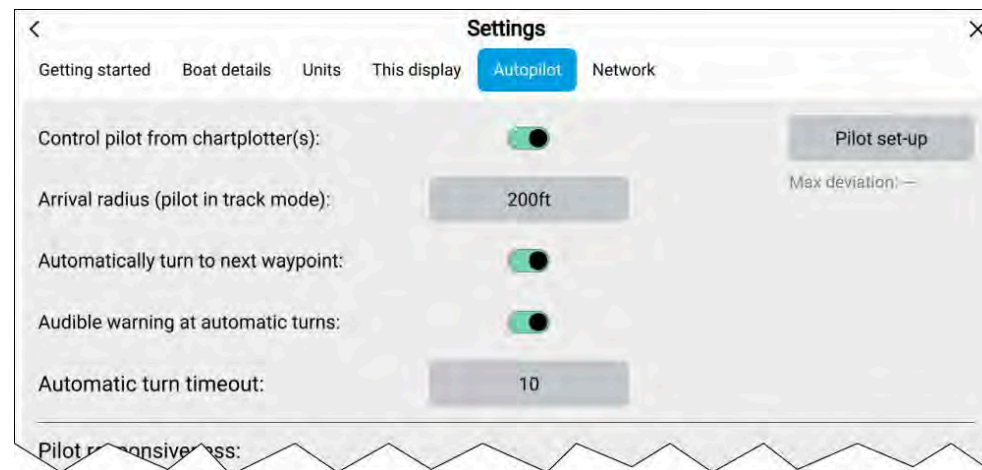 Settings
Getting started Boat details Units This display Autopilot Network
Control pilot from chartplotter(s): Pilot set-up
Max deviation: --
Arrival radius (pilot in track mode): 200ft
Automatically turn to next waypoint:
Audible warning at automatic turns:
Automatic turn timeout: 10
Pilot responsiveness: